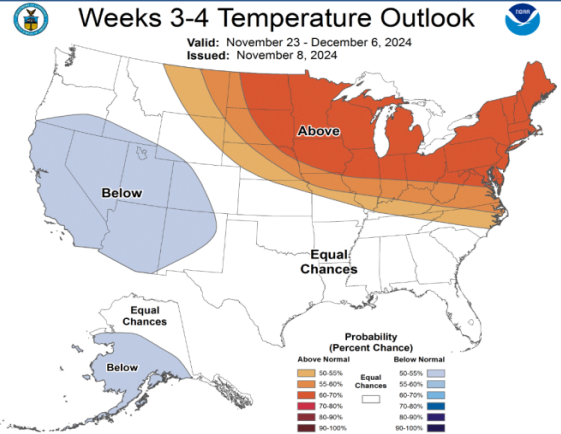 Weeks 3-4 Temperature Outlook
Valid: November 23 - December 6, 2024
Issued: November 8, 2024
NOAA
Above
Below
Equal
Chances
Equal
Chances
Below
Probability
(Percent Chance)
Above Normal
Below Normal
50-55%
55-60%
60-70%
70-80%
80-90%
90-100%
Equal
Chances
50-55%
55-60%
60-70%
70-80%
80-90%
90-100%